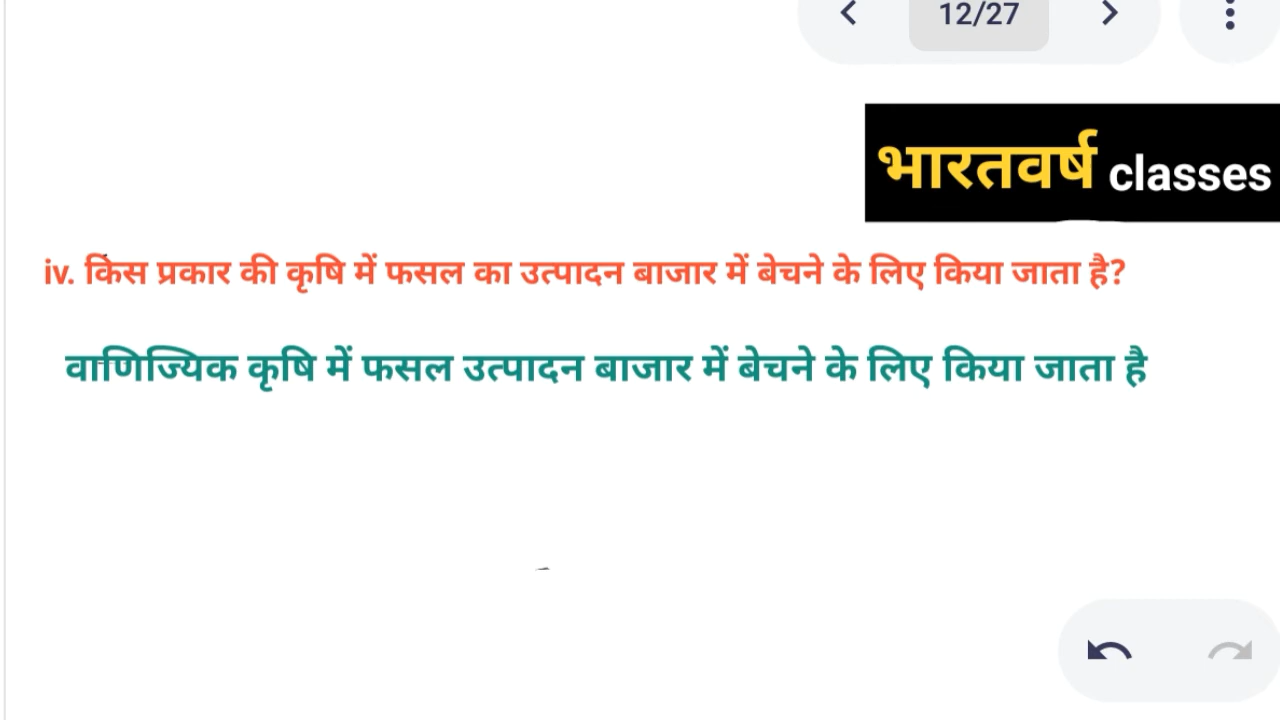 12/27
भारतवर्ष classes
iv. किस प्रकार की कृषि में फसल का उत्पादन बाजार में बेचने के लिए किया जाता है?
वाणिज्यिक कृषि में फसल उत्पादन बाजार में बेचने के लिए किया जाता है